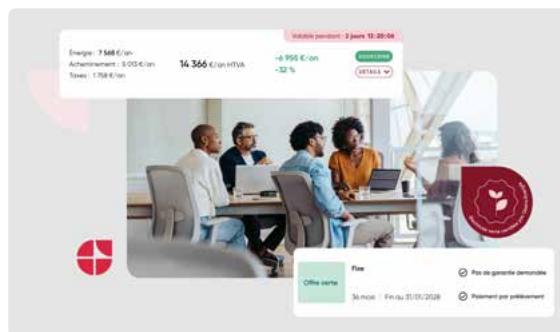 Valable pendant : 2 jours 12:20:06
Énergie : 7 568 €/an
Acheminement : 5 013 €/an
Taxes : 1 758 €/an
14 366 €/an HTVA
-6 955 €/an
-32 %
SOUSCRIRE
DÉTAILS
Offre verte
Fixe
36 mois | Fin au 31/01/2028
Pas de garantie demandée
Paiement par prélèvement